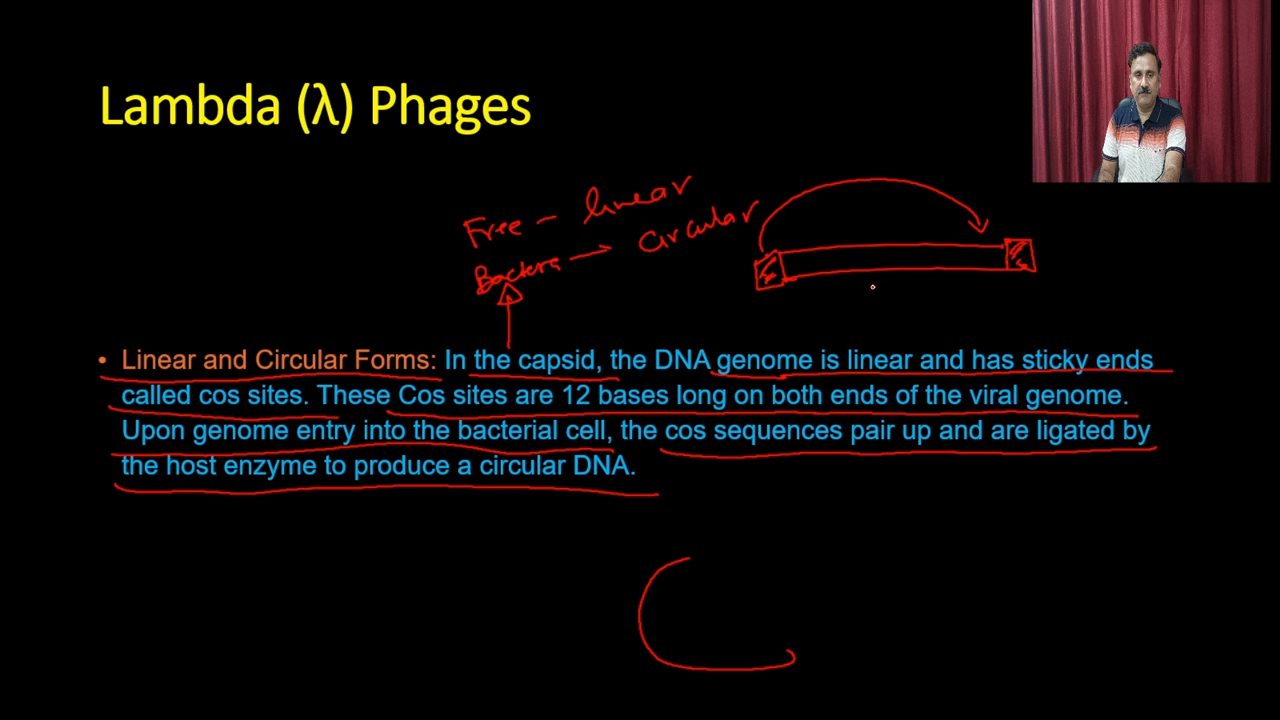 Lambda (λ) Phages
Free - linear
Bacteria → circular
• Linear and Circular Forms: In the capsid, the DNA genome is linear and has sticky ends
called cos sites. These Cos sites are 12 bases long on both ends of the viral genome.
Upon genome entry into the bacterial cell, the cos sequences pair up and are ligated by
the host enzyme to produce a circular DNA.